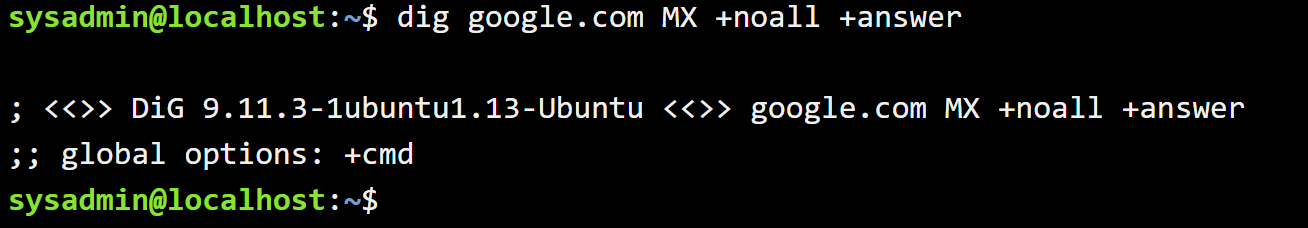 sysadmin@localhost:~$ dig google.com MX +noall +answer
; <<>> DiG 9.11.3-1ubuntu1.13-Ubuntu <<>> google.com MX +noall +answer
;; global options: +cmd
sysadmin@localhost:~$